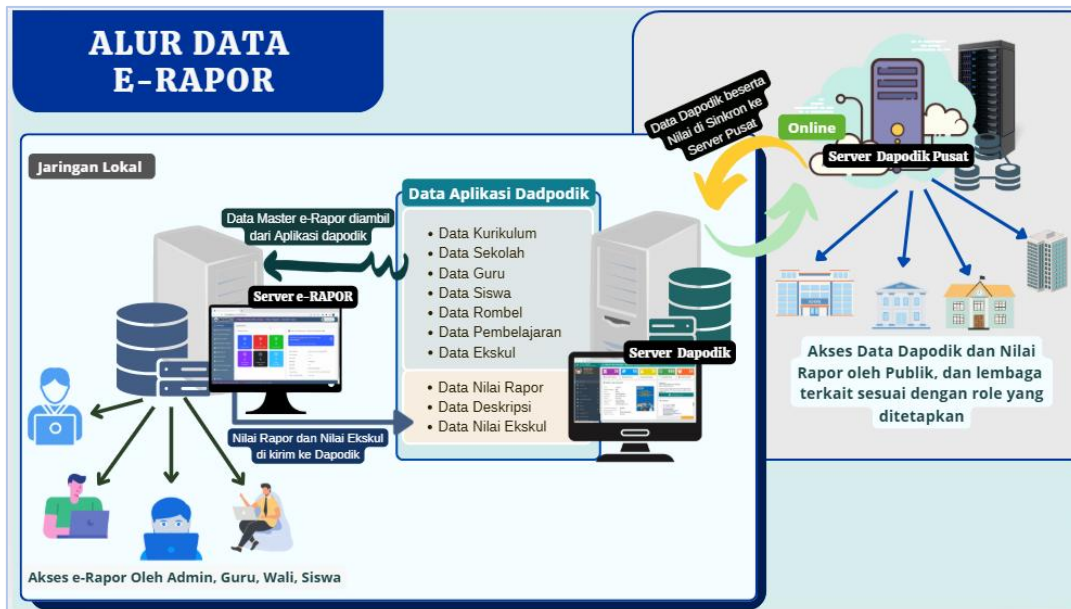 ALUR DATA
E-RAPOR
Jaringan Lokal
Data Master e-Rapor diambil
dari Aplikasi dapodik
Server e-RAPOR
Nilai Rapor dan Nilai Ekskul
di kirim ke Dapodik
Akses e-Rapor Oleh Admin, Guru, Wali, Siswa
Data Aplikasi Dadpodik
• Data Kurikulum
• Data Sekolah
• Data Guru
• Data Siswa
• Data Rombel
• Data Pembelajaran
• Data Ekskul
• Data Nilai Rapor
• Data Deskripsi
• Data Nilai Ekskul
Server Dapodik
Data Dapodik beserta
Nilai di Sinkron ke
Server Pusat
Online
Server Dapodik Pusat
Akses Data Dapodik dan Nilai
Rapor oleh Publik, dan lembaga
terkait sesuai dengan role yang
ditetapkan